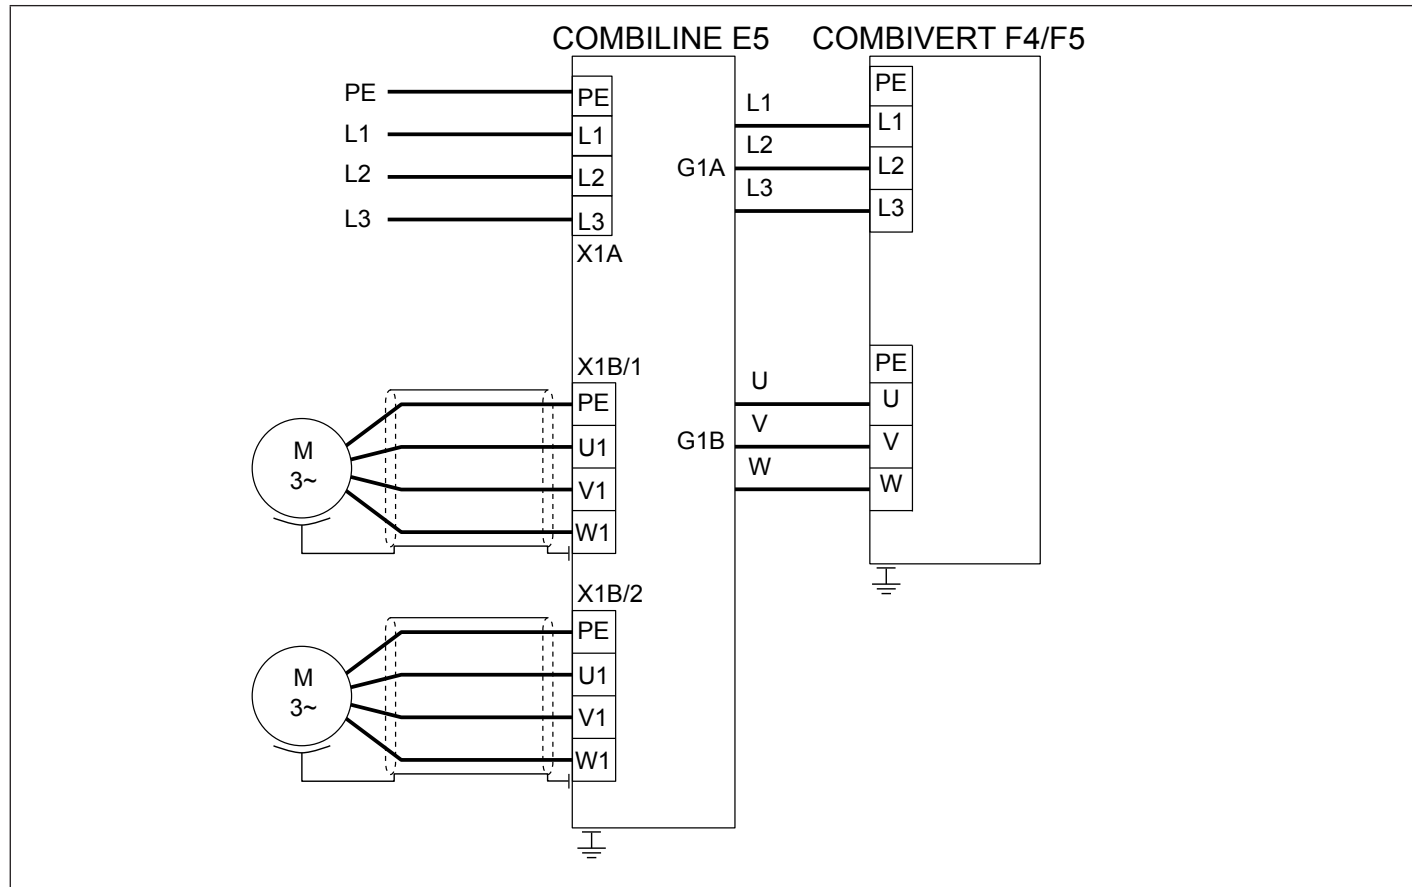 COMBILINE E5 COMBIVERT F4/F5
PE PE PE
L1 L1 L1 L1
L2 L2 G1A L2 L2
L3 L3 L3 L3
X1A
X1B/1 PE
PE U U
M U1 G1B V V
3~ V1 W W
W1
X1B/2
PE
M U1
3~ V1
W1